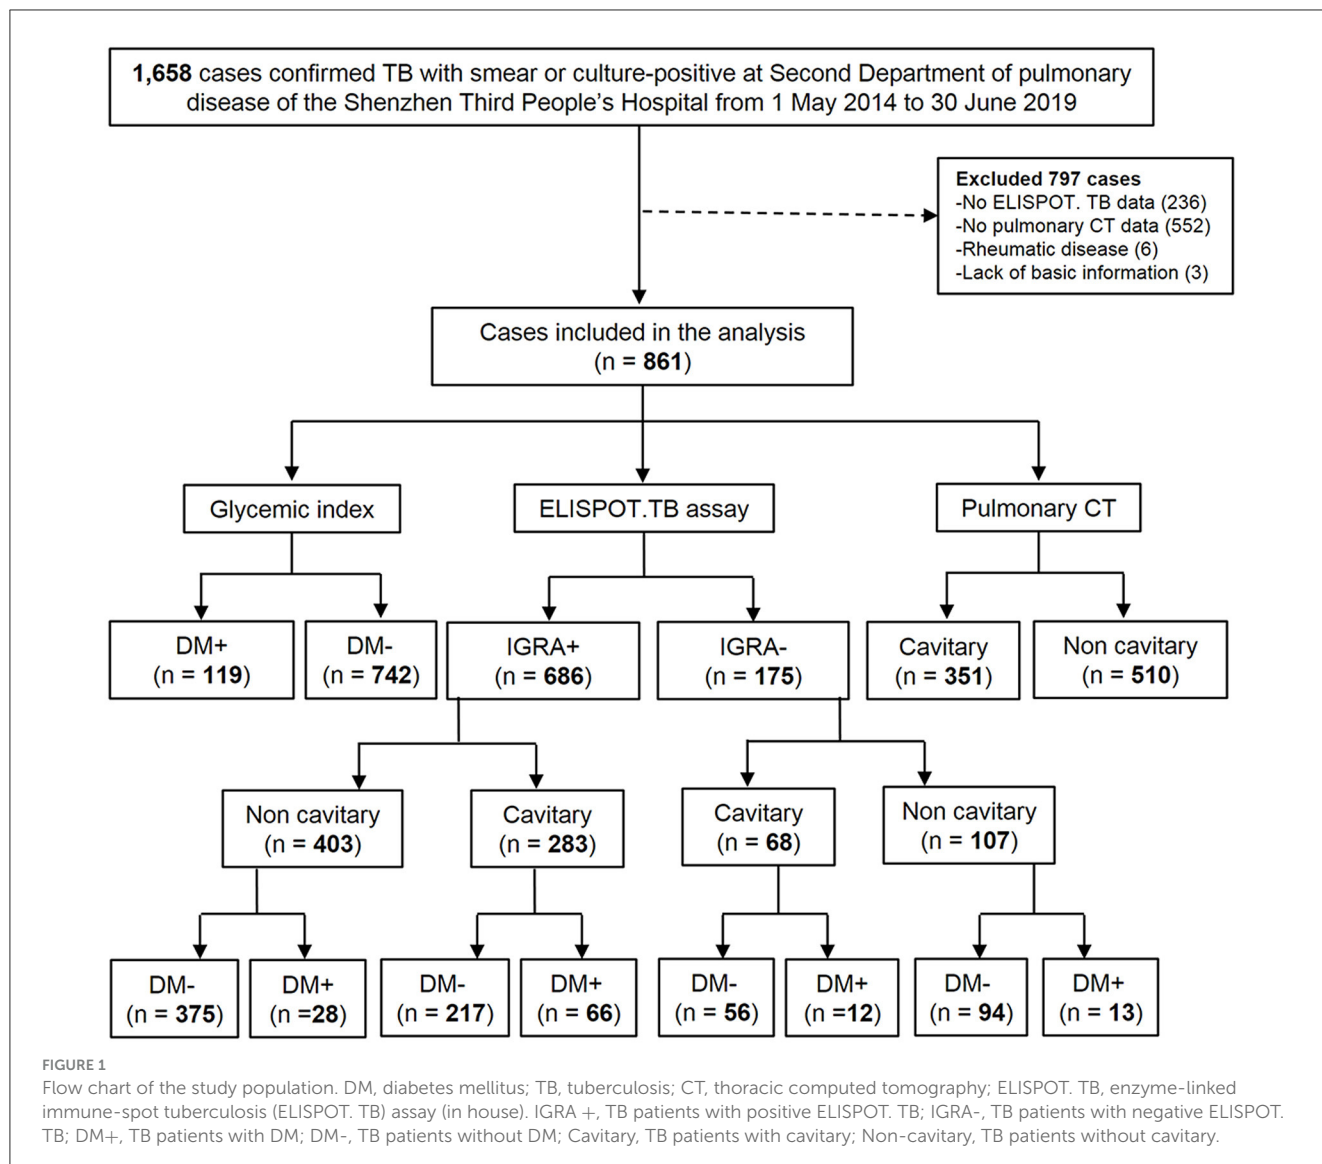 1,658 cases confirmed TB with smear or culture-positive at Second Department of pulmonary
disease of the Shenzhen Third People's Hospital from 1 May 2014 to 30 June 2019
Excluded 797 cases
-No ELISPOT. TB data (236)
-No pulmonary CT data (552)
-Rheumatic disease (6)
-Lack of basic information (3)
Cases included in the analysis
(n = 861)
Glycemic index
ELISPOT.TB assay
Pulmonary CT
DM+
(n = 119)
DM-
(n = 742)
IGRA+
(n = 686)
IGRA-
(n = 175)
Cavitary
(n = 351)
Non cavitary
(n = 510)
Non cavitary
(n = 403)
Cavitary
(n = 283)
Cavitary
(n = 68)
Non cavitary
(n = 107)
DM-
(n = 375)
DM+
(n =28)
DM-
(n = 217)
DM+
(n = 66)
DM-
(n = 56)
DM+
(n =12)
DM-
(n = 94)
DM+
(n = 13)
FIGURE 1
Flow chart of the study population. DM, diabetes mellitus; TB, tuberculosis; CT, thoracic computed tomography; ELISPOT. TB, enzyme-linked
immune-spot tuberculosis (ELISPOT. TB) assay (in house). IGRA +, TB patients with positive ELISPOT. TB; IGRA-, TB patients with negative ELISPOT.
TB; DM+, TB patients with DM; DM-, TB patients without DM; Cavitary, TB patients with cavitary; Non-cavitary, TB patients without cavitary.